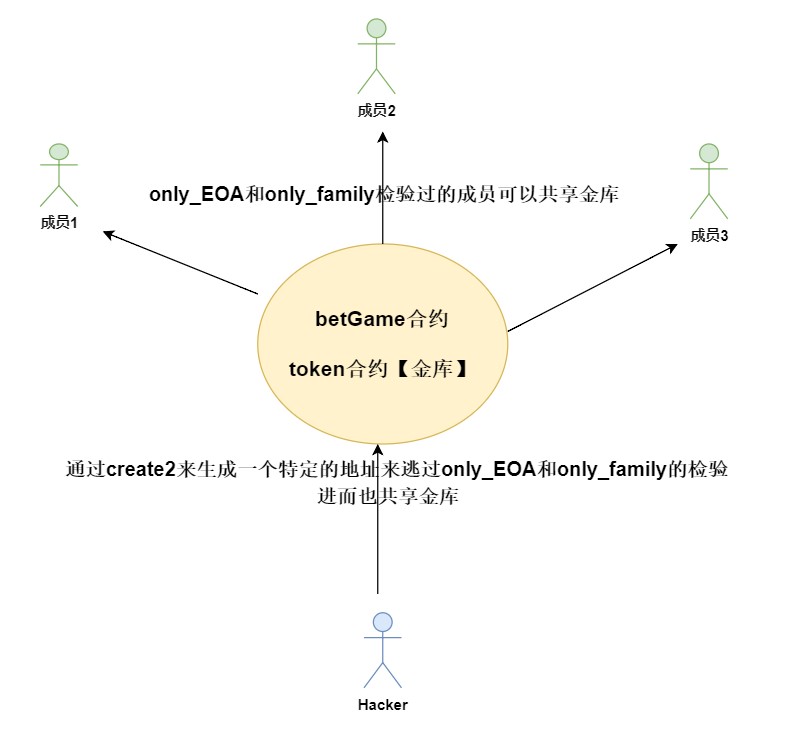 成员2
成员1
only_EOA和only_family检验过的成员可以共享金库
成员3
betGame合约
token合约【金库】
通过create2来生成一个特定的地址来逃过only_EOA和only_family的检验
进而也共享金库
Hacker